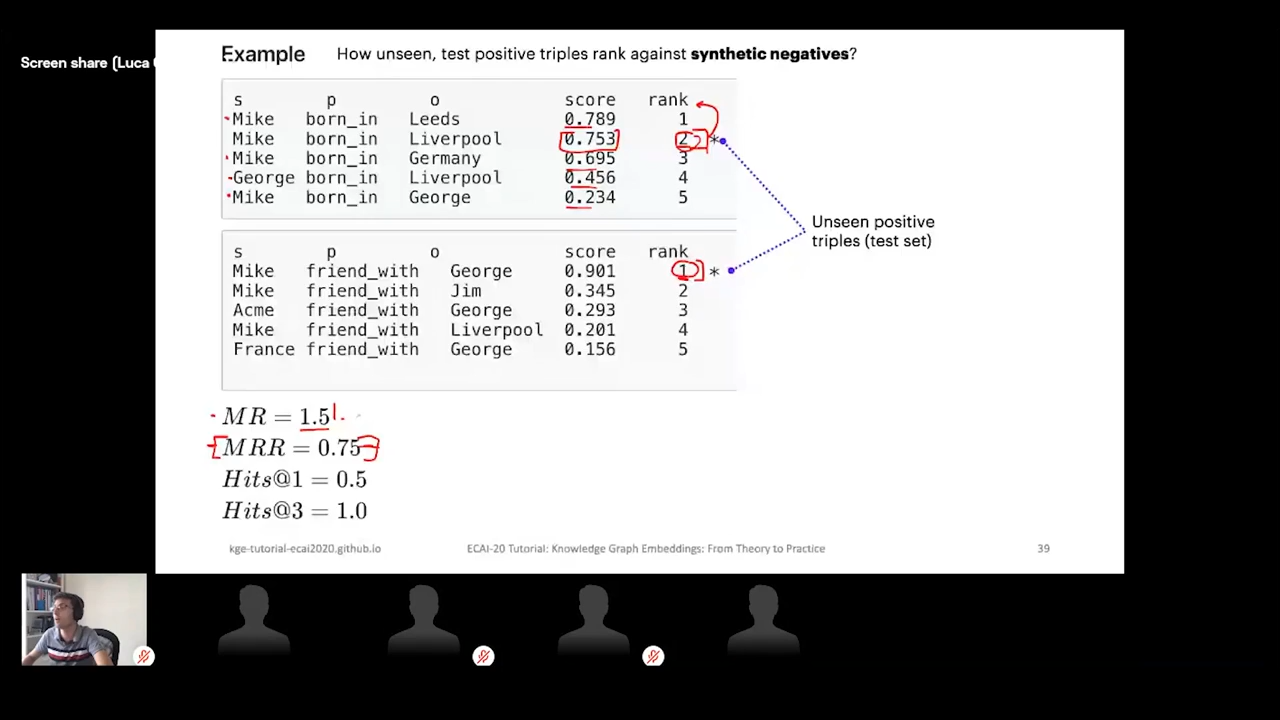 Screen share (Luca
Example How unseen, test positive triples rank against synthetic negatives?
s p o score rank
Mike born_in Leeds 0.789 1
Mike born_in Liverpool 0.753 2 *
Mike born_in Germany 0.695 3
George born_in Liverpool 0.456 4
Mike born_in George 0.234 5
Unseen positive
triples (test set)
s p o score rank
Mike friend_with George 0.901 1 *
Mike friend_with Jim 0.345 2
Acme friend_with George 0.293 3
Mike friend_with Liverpool 0.201 4
France friend_with George 0.156 5
MR = 1.5
MRR = 0.75
Hits@1 = 0.5
Hits@3 = 1.0
kge-tutorial-ecai2020.github.io ECAI-20 Tutorial: Knowledge Graph Embeddings: From Theory to Practice 39